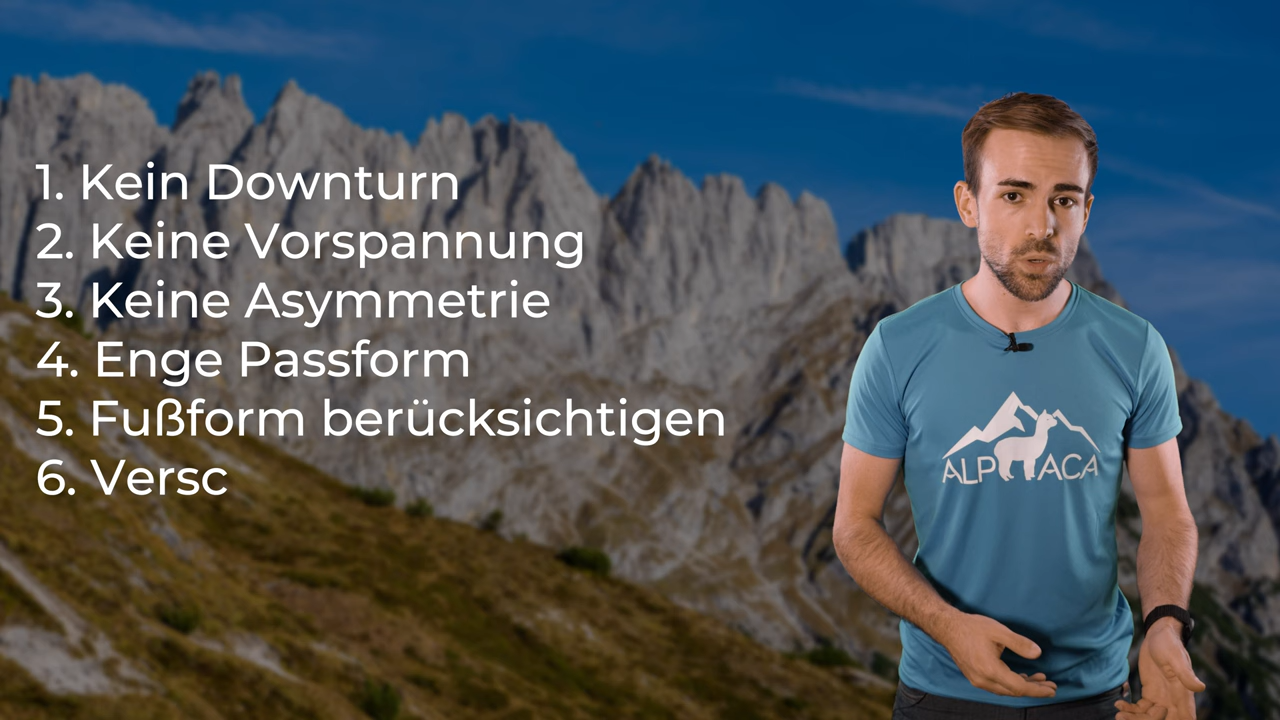 1. Kein Downturn
2. Keine Vorspannung
3. Keine Asymmetrie
4. Enge Passform
5. Fußform berücksichtigen
6. Versc
ALPACA